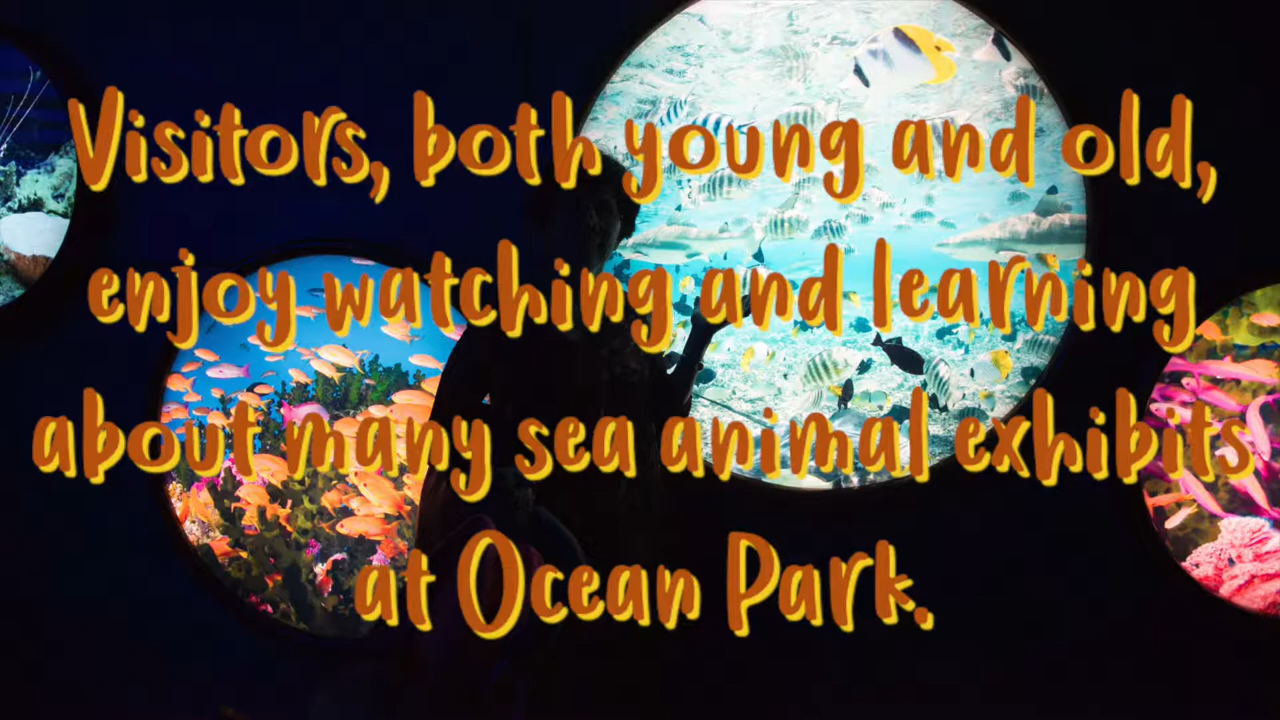 Visitors, both young and old,
enjoy watching and learning
about many sea animal exhibits
at Ocean Park.